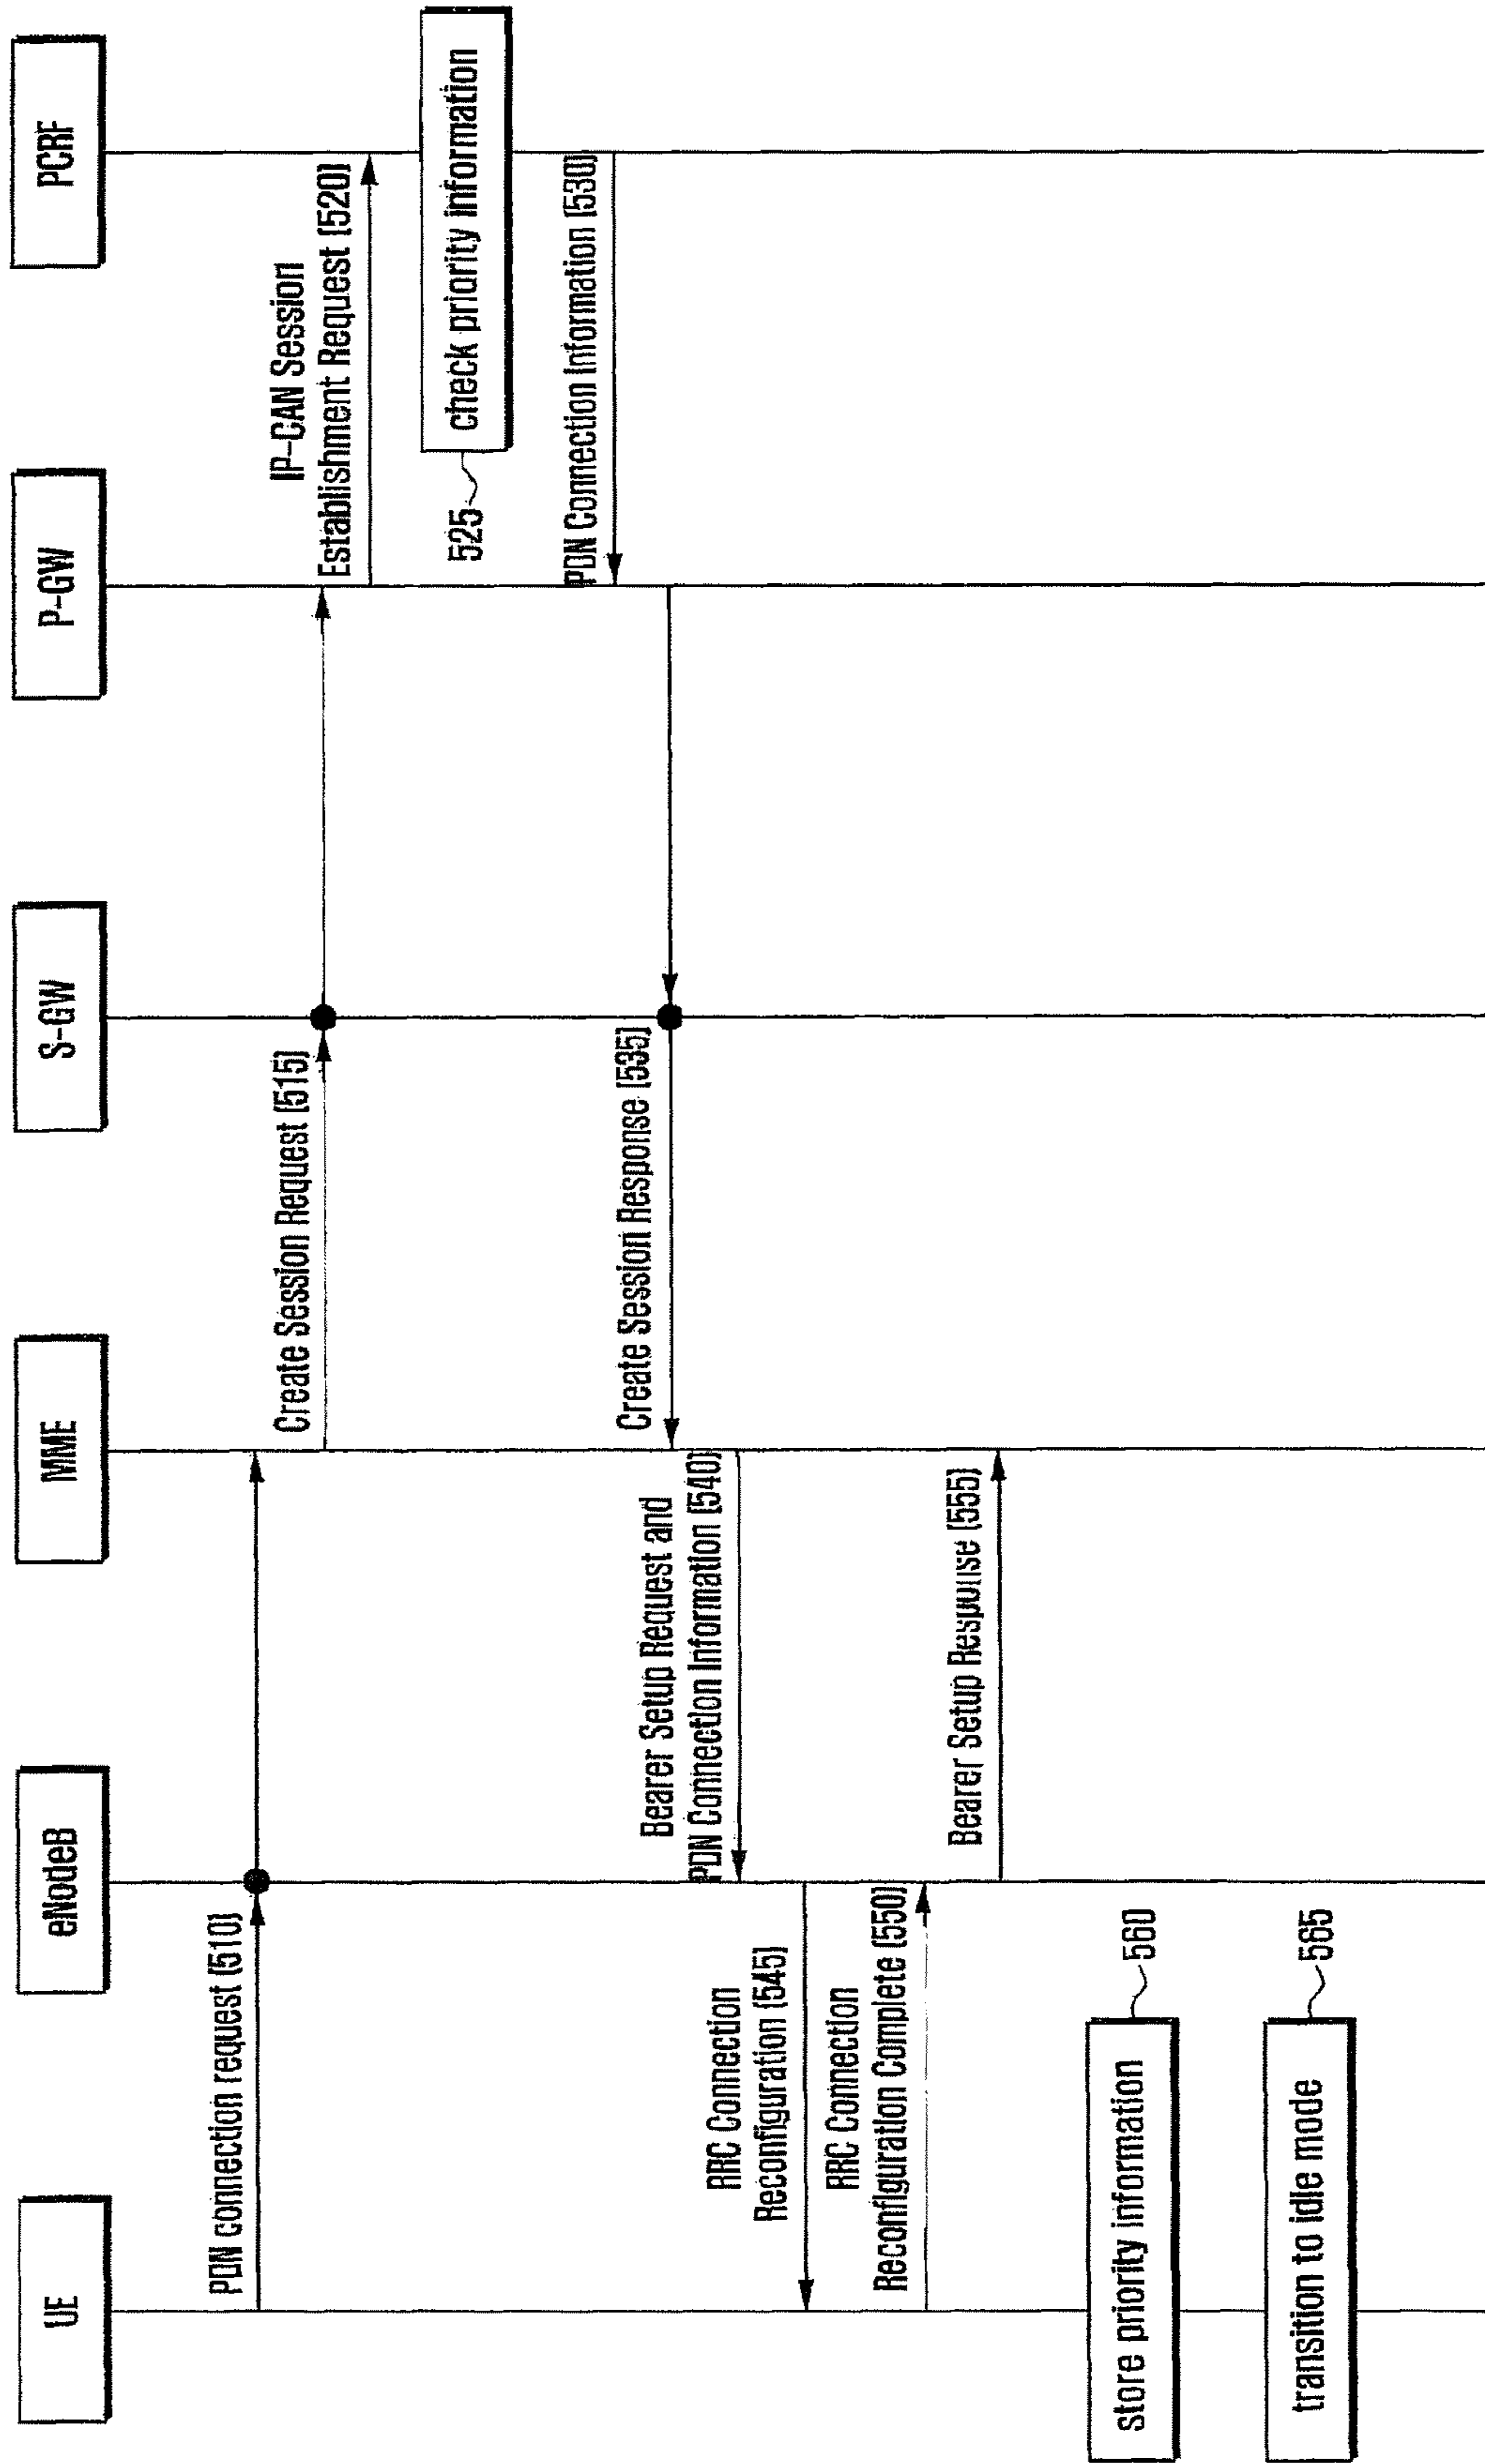 UE
eNodeB
MME
S-GW
P-GW
PCRF
PDN connection request (510)
Create Session Request (515)
IP-CAN Session
Establishment Request (520)
525
check priority information
PDN Connection Information (530)
Create Session Response (535)
Bearer Setup Request and
PDN Connection Information (540)
RRC Connection
Reconfiguration (545)
RRC Connection
Reconfiguration Complete (550)
Bearer Setup Response (555)
store priority information
560
transition to idle mode
565